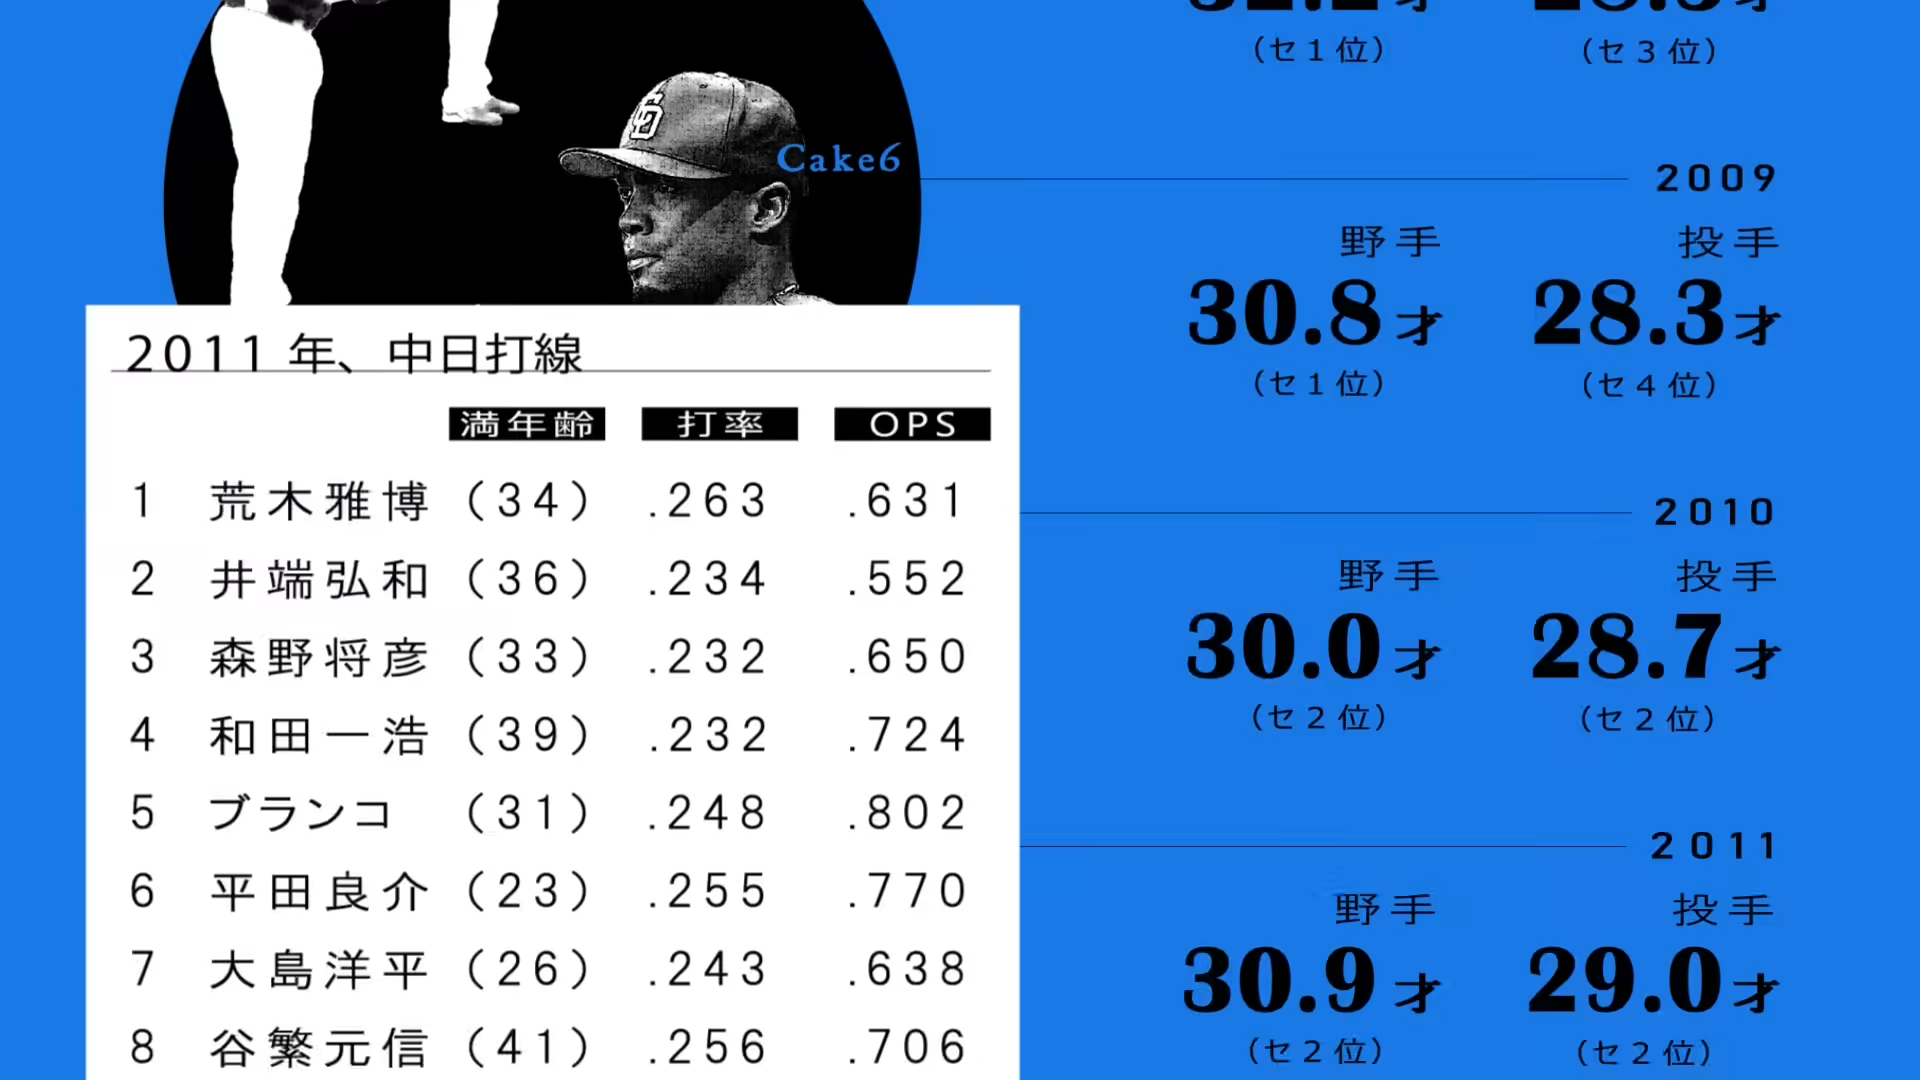 (セ1位)
(セ3位)
Cake6
2009
野手
投手
30.8才
28.3才
(セ1位)
(セ4位)
2011年、中日打線
満年齢 打率 OPS
1 荒木雅博 (34) .263 .631
2 井端弘和 (36) .234 .552
3 森野将彦 (33) .232 .650
4 和田一浩 (39) .232 .724
5 ブランコ (31) .248 .802
6 平田良介 (23) .255 .770
7 大島洋平 (26) .243 .638
8 谷繁元信 (41) .256 .706
2010
野手
投手
30.0才
28.7才
(セ2位)
(セ2位)
2011
野手
投手
30.9才
29.0才
(セ2位)
(セ2位)